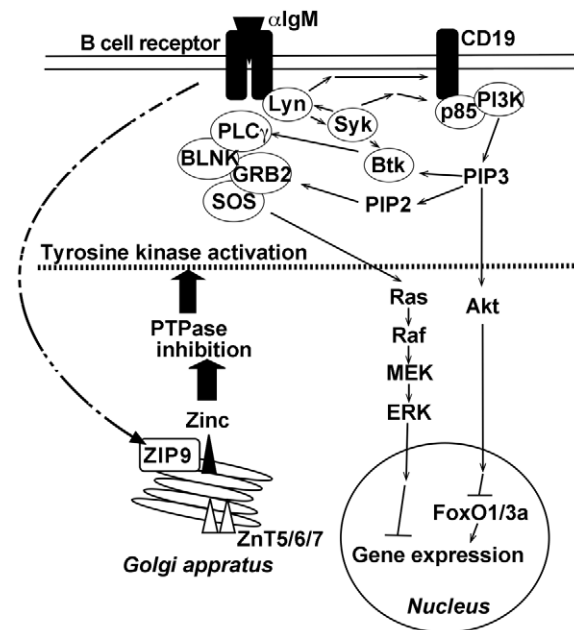 αIgM
B cell receptor
CD19
Lyn
Syk
p85
PI3K
PLCγ
BLNK
GRB2
SOS
Btk
PIP3
PIP2
Tyrosine kinase activation
Ras
Akt
PTPase
inhibition
Raf
MEK
ERK
Zinc
ZIP9
ZnT5/6/7
Golgi appratus
FoxO1/3a
Gene expression
Nucleus